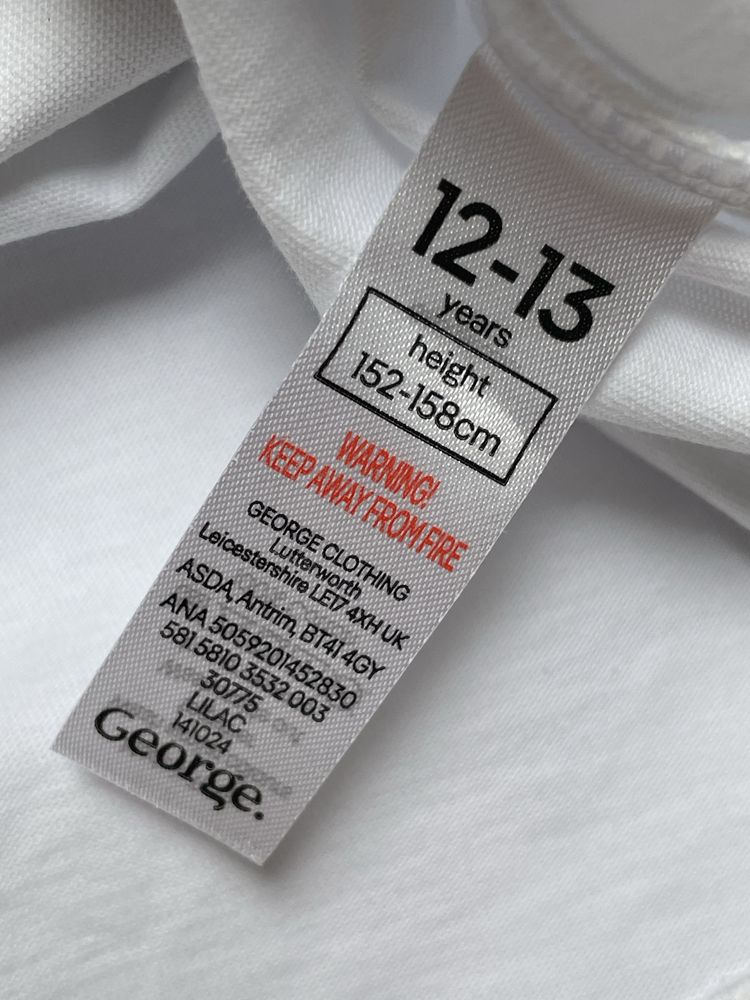 12-13
years
height
152-158cm
WARNING!
KEEP AWAY FROM FIRE
GEORGE CLOTHING
Lutterworth
Leicestershire LE17 4XH UK
ASDA, Antrim, BT41 4GY
ANA 5059201452830
581 5810 3532 003
30775
LILAC
141024
George.